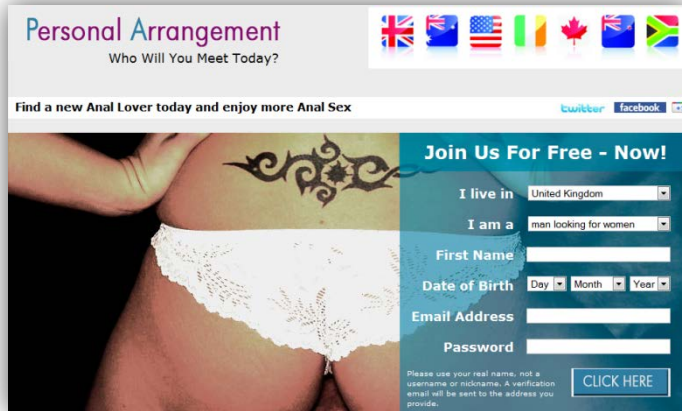 Personal Arrangement
Who Will You Meet Today?
Find a new Anal Lover today and enjoy more Anal Sex
twitter facebook
Join Us For Free - Now!
I live in United Kingdom
I am a man looking for women
First Name
Date of Birth Day Month Year
Email Address
Password
Please use your real name, not a
username or nickname. A verification
email will be sent to the address you
provide.
CLICK HERE